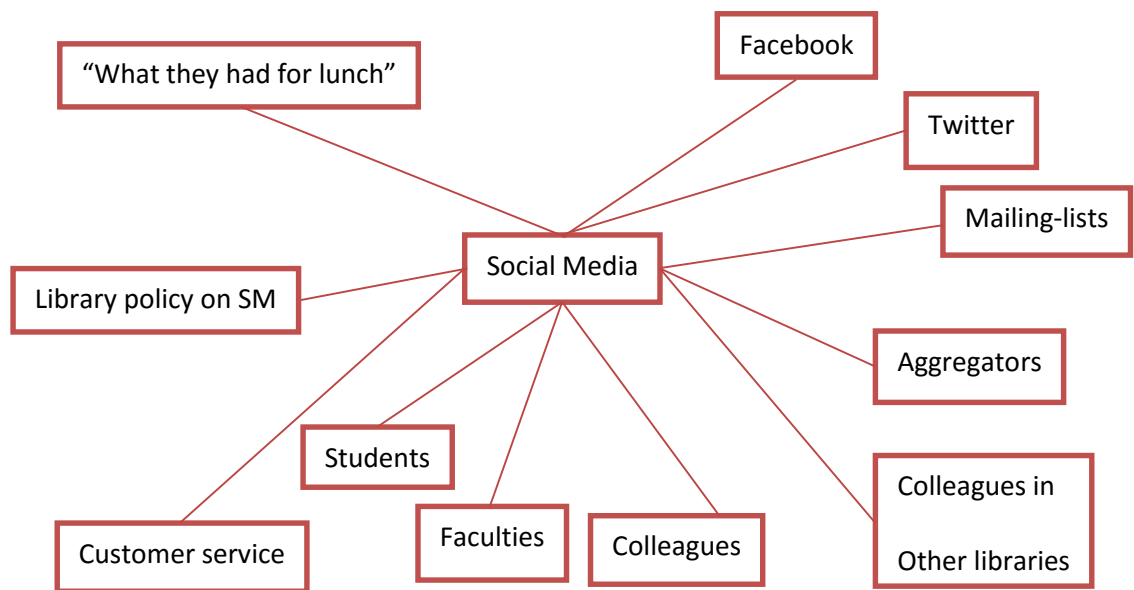 Facebook
“What they had for lunch”
Twitter
Mailing-lists
Social Media
Library policy on SM
Aggregators
Students
Colleagues in
Other libraries
Faculties
Colleagues
Customer service